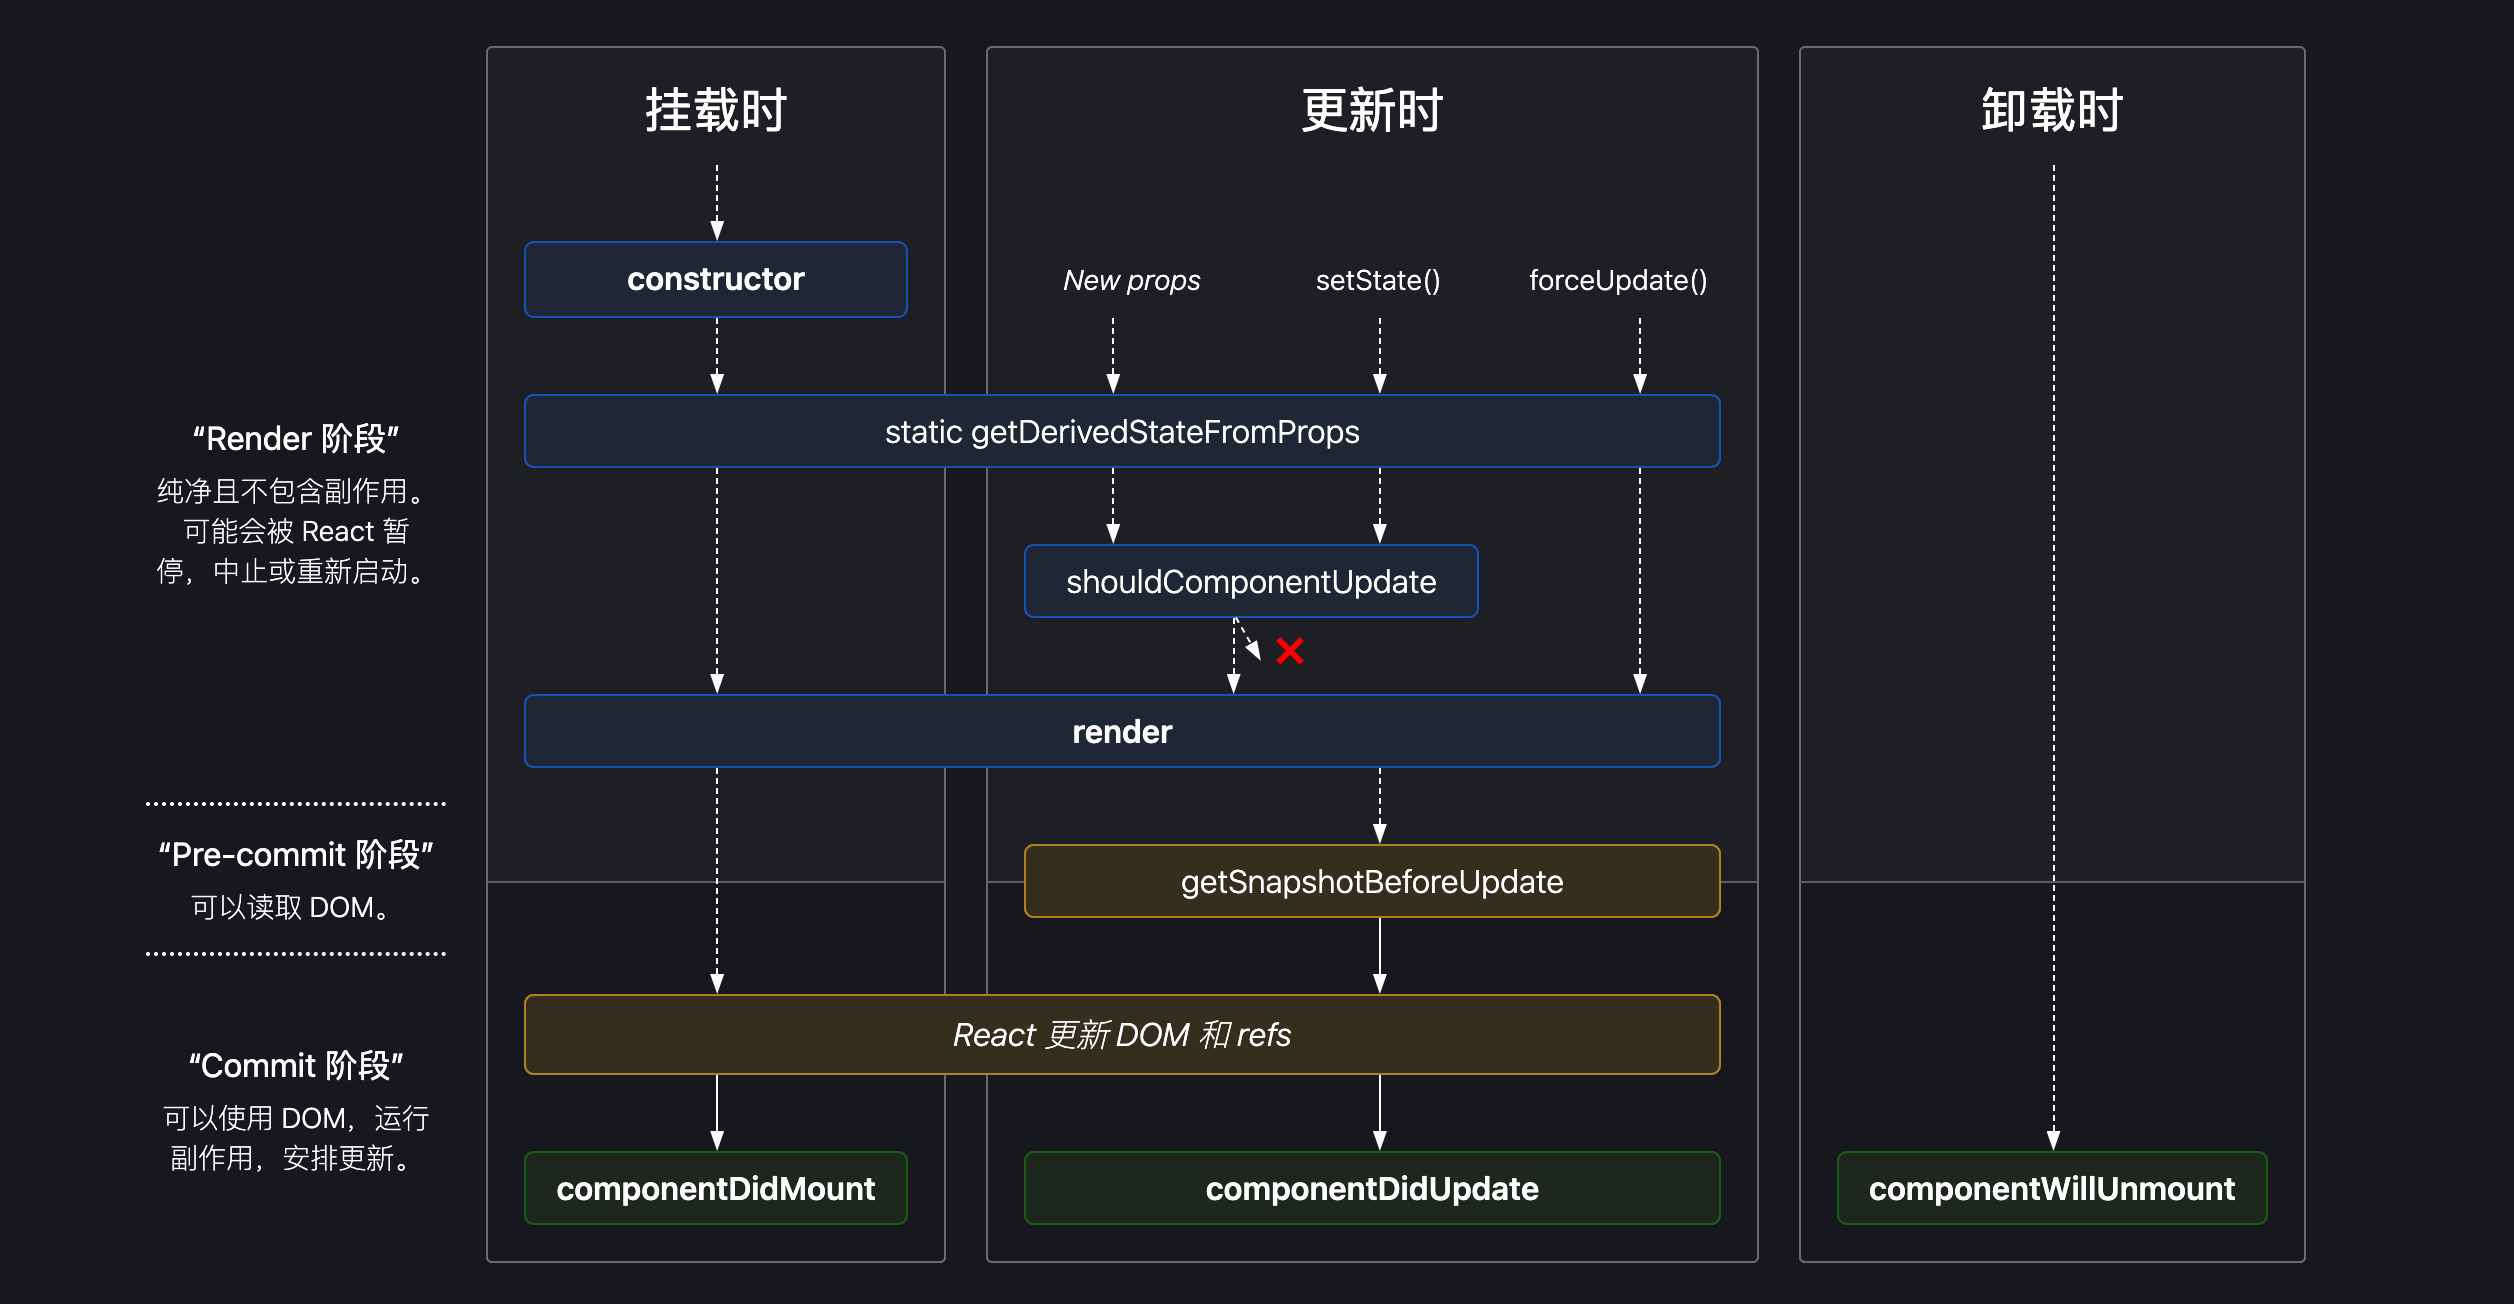 挂载时
更新时
卸载时
constructor
New props
setState()
forceUpdate()
static getDerivedStateFromProps
“Render 阶段”
纯净且不包含副作用。
可能会被 React 暂
停，中止或重新启动。
shouldComponentUpdate
render
“Pre-commit 阶段”
可以读取 DOM。
getSnapshotBeforeUpdate
React 更新 DOM 和 refs
“Commit 阶段”
可以使用 DOM，运行
副作用，安排更新。
componentDidMount
componentDidUpdate
componentWillUnmount